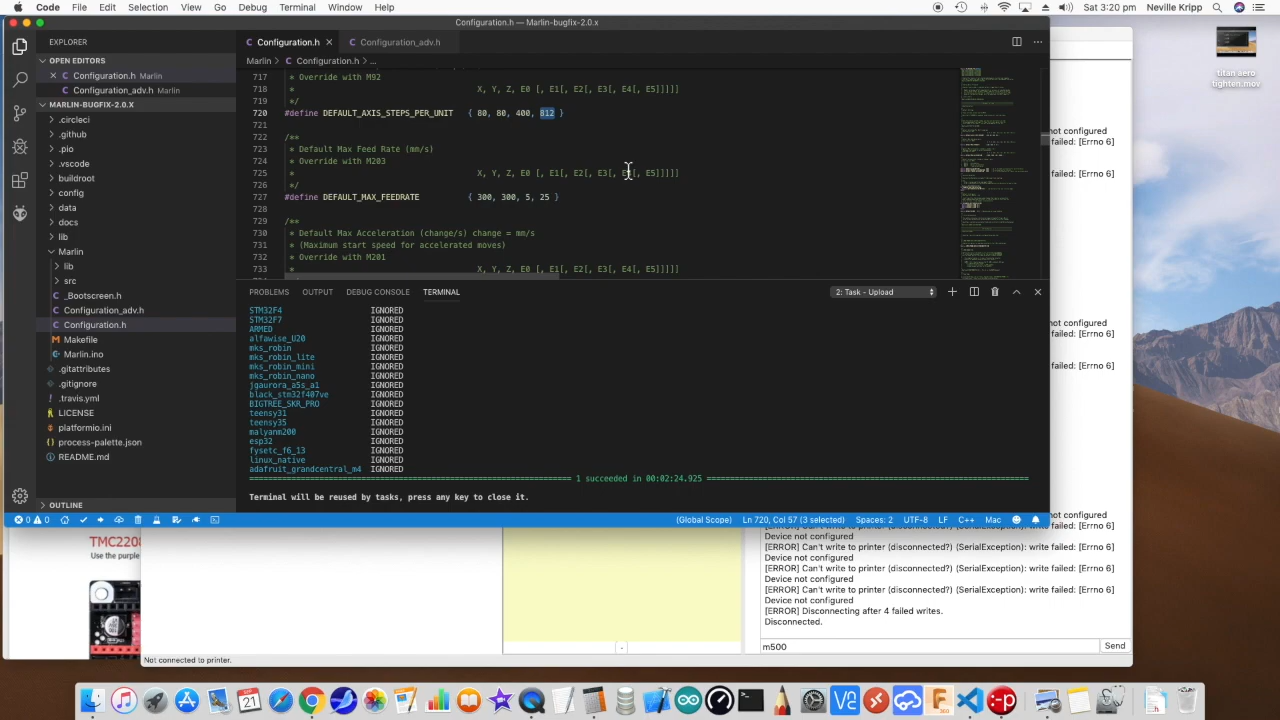 Code File Edit Selection View Go Debug Terminal Window Help
Sat 3:20 pm Neville Kripp
Configuration.h — Marlin-bugfix-2.0.x
EXPLORER
OPEN EDITORS
Configuration.h Marlin
Configuration_adv.h Marlin
MARLIN-BUGFIX-2.0.X
.circleci
.github
.pio
.vscode
buildroot
config
data
docs
lib
Marlin
lib
src
_Bootscreen.h
Configuration_adv.h
Configuration.h
Makefile
Marlin.ino
.gitattributes
.gitignore
.travis.yml
LICENSE
platformio.ini
process-palette.json
README.md
OUTLINE
Configuration.h
Configuration_adv.h
Marlin > Configuration.h > ...
717 * Override with M92
718 * X, Y, Z, E0 [, E1[, E2[, E3[, E4[, E5]]]]]
719 */
720 #define DEFAULT_AXIS_STEPS_PER_UNIT { 80, 80, 400, 812 }
721
722 /**
723 * Default Max Feed Rate (mm/s)
724 * Override with M203
725 * X, Y, Z, E0 [, E1[, E2[, E3[, E4[, E5]]]]]
726 */
727 #define DEFAULT_MAX_FEEDRATE { 300, 300, 5, 25 }
728
729 /**
730 * Default Max Acceleration (change/s) change = mm/s
731 * (Maximum start speed for accelerated moves)
732 * Override with M201
733 * X, Y, Z, E0 [, E1[, E2[, E3[, E4[, E5]]]]]
PROBLEMS OUTPUT DEBUG CONSOLE TERMINAL
2: Task - Upload
STM32F4 IGNORED
STM32F7 IGNORED
ARMED IGNORED
alfawise_U20 IGNORED
mks_robin IGNORED
mks_robin_lite IGNORED
mks_robin_mini IGNORED
mks_robin_nano IGNORED
jgaurora_a5s_a1 IGNORED
black_stm32f407ve IGNORED
BIGTREE_SKR_PRO IGNORED
teensy31 IGNORED
teensy35 IGNORED
malyanm200 IGNORED
esp32 IGNORED
fysetc_f6_13 IGNORED
linux_native IGNORED
adafruit_grandcentral_m4 IGNORED
1 succeeded in 00:02:24.925
Terminal will be reused by tasks, press any key to close it.
0 0
(Global Scope) Ln 720, Col 57 (3 selected) Spaces: 2 UTF-8 LF C++ Mac
titan aero
tighten.mov
not configured
failed: [Errno 6]
failed: [Errno 6]
not configured
failed: [Errno 6]
failed: [Errno 6]
not configured
[ERROR] Can't write to printer (disconnected?) (SerialException): write failed: [Errno 6]
Device not configured
[ERROR] Can't write to printer (disconnected?) (SerialException): write failed: [Errno 6]
Device not configured
[ERROR] Can't write to printer (disconnected?) (SerialException): write failed: [Errno 6]
Device not configured
[ERROR] Can't write to printer (disconnected?) (SerialException): write failed: [Errno 6]
Device not configured
[ERROR] Disconnecting after 4 failed writes.
Disconnected.
m500
Send
TMC2208
Use the purple
Not connected to printer.